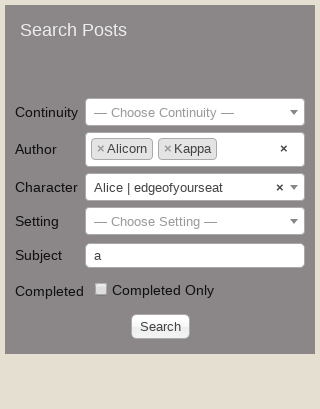 Search Posts
Continuity — Choose Continuity —
Author × Alicorn × Kappa ×
Character Alice | edgeofyourseat ×
Setting — Choose Setting —
Subject a
Completed Completed Only
Search